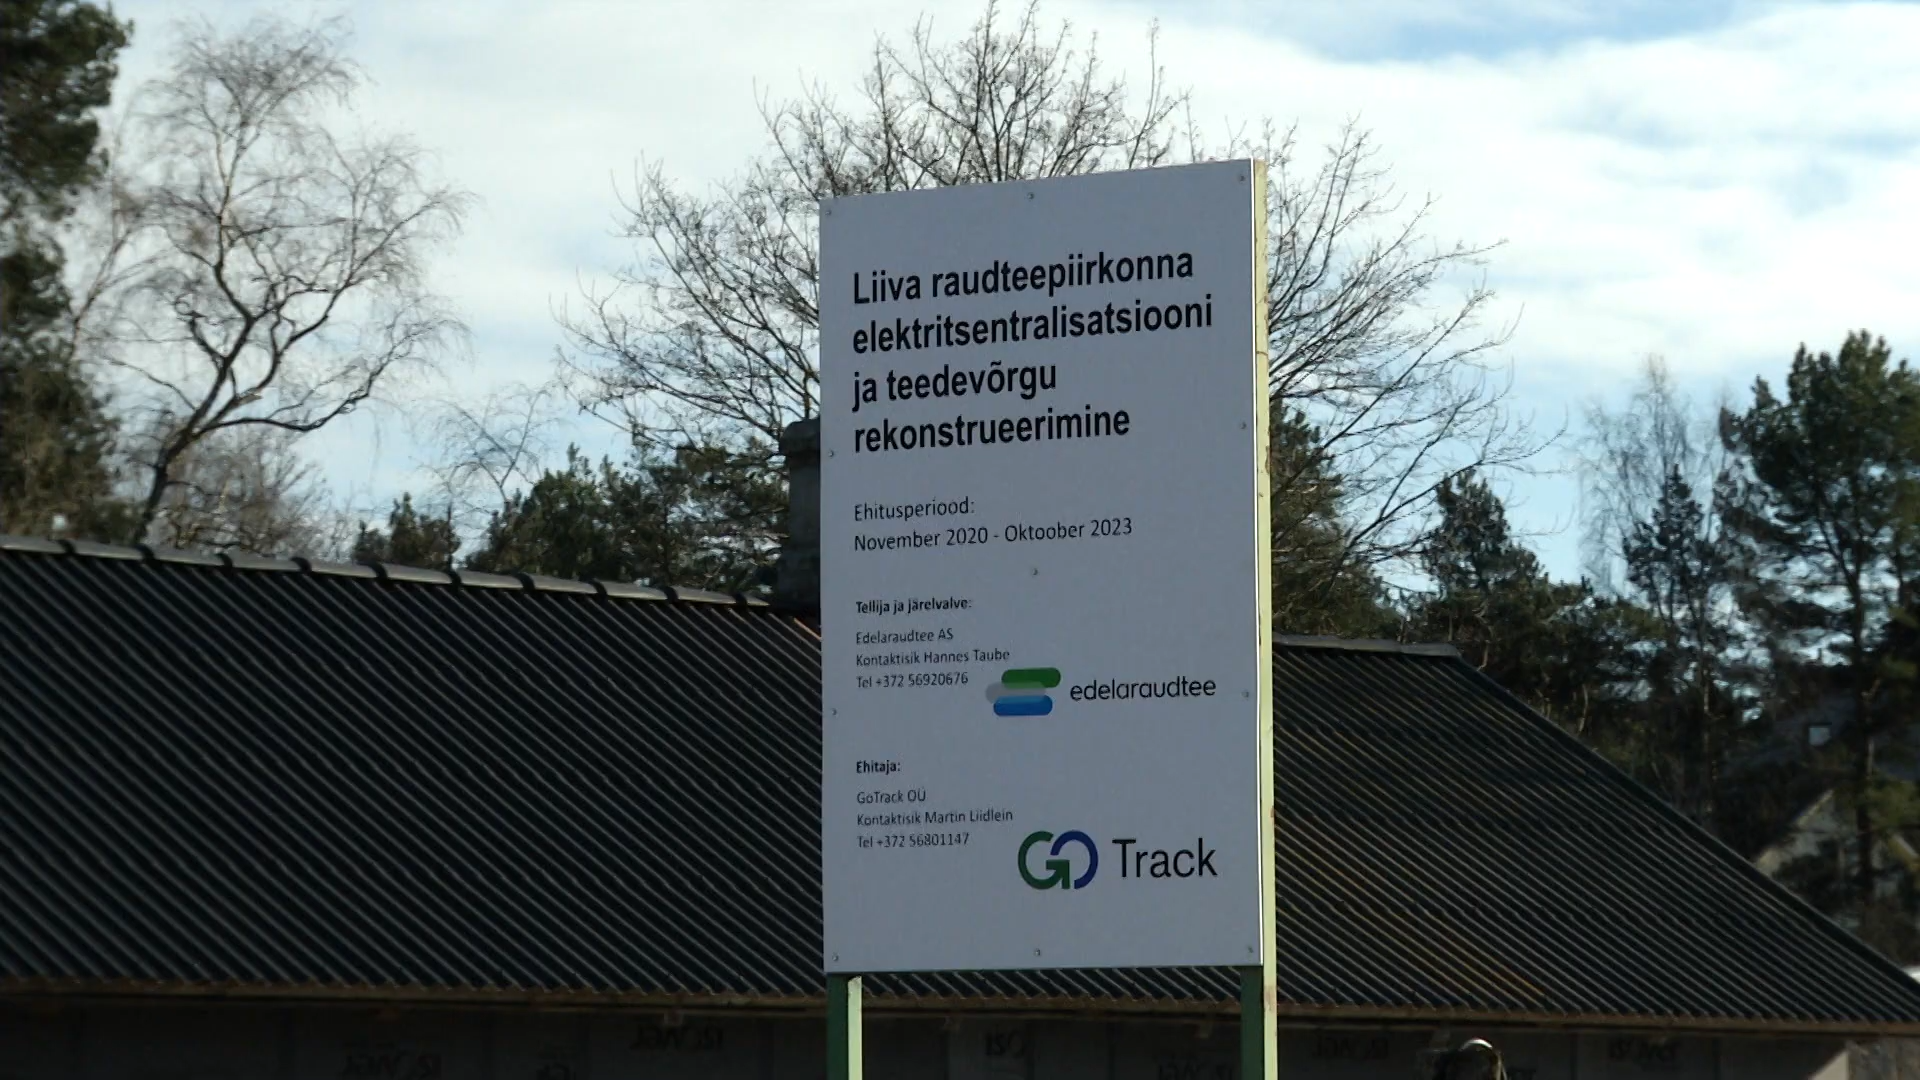 Liiva raudteepiirkonna
elektritsentralisatsiooni
ja teedevõrgu
rekonstrueerimine
Ehitusperiood:
November 2020 - Oktoober 2023
Tellija ja järelvalve:
Edelaraudtee AS
Kontaktisik Hannes Taube
Tel +372 56920676
edelaraudtee
Ehitaja:
GoTrack OÜ
Kontaktisik Martin Liidlein
Tel +372 56801147
GO Track